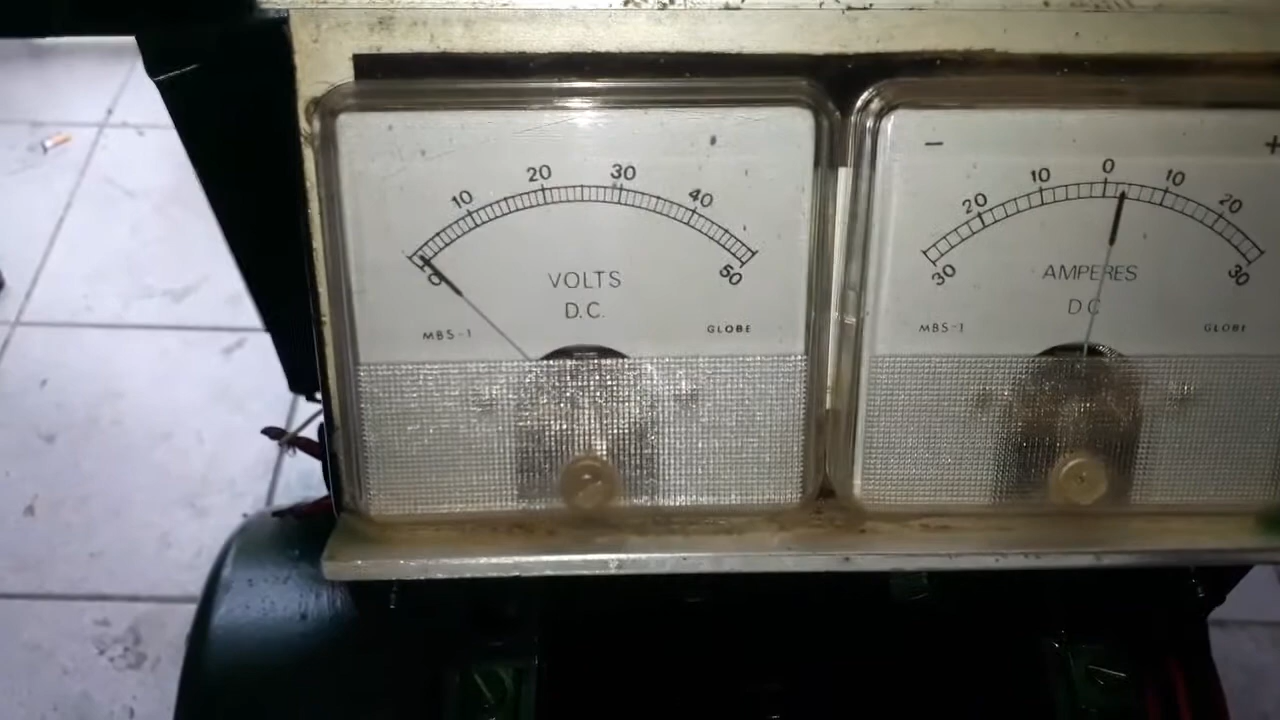 0 10 20 30 40 50
VOLTS
D.C.
MBS-1 GLOBE
− +
30 20 10 0 10 20 30
AMPERES
DC
MBS-1 GLOBE